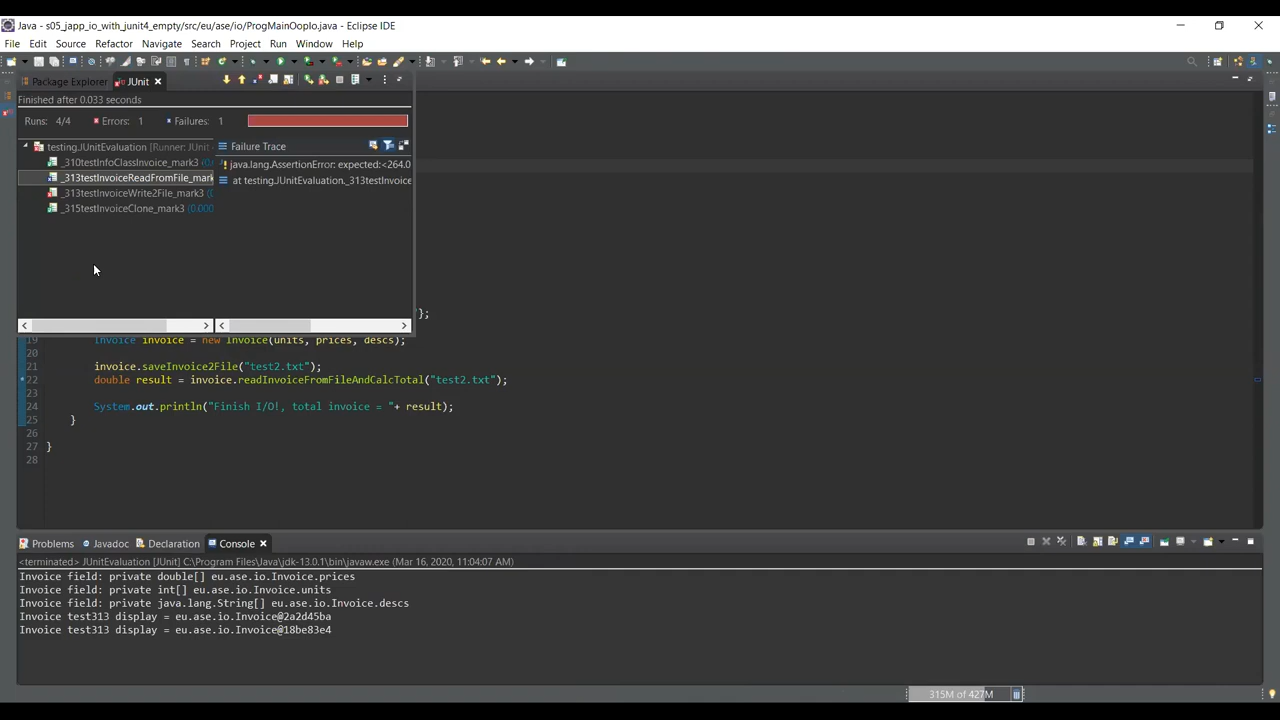 Java - s05_japp_io_with_junit4_empty/src/eu/ase/io/ProgMainOopIo.java - Eclipse IDE
File Edit Source Refactor Navigate Search Project Run Window Help
Package Explorer JUnit
Finished after 0.033 seconds
Runs: 4/4 Errors: 1 Failures: 1
testing.JUnitEvaluation [Runner: JUnit
Failure Trace
_310testInfoClassInvoice_mark3 (0.0
java.lang.AssertionError: expected:<264.0
_313testInvoiceReadFromFile_mark
at testing.JUnitEvaluation._313testInvoice
_313testInvoiceWrite2File_mark3 (0
_315testInvoiceClone_mark3 (0.000
"};
19 Invoice invoice = new Invoice(units, prices, descs);
20
21 invoice.saveInvoice2File("test2.txt");
22 double result = invoice.readInvoiceFromFileAndCalcTotal("test2.txt");
23
24 System.out.println("Finish I/O!, total invoice = "+ result);
25 }
26
27 }
28
Problems Javadoc Declaration Console
<terminated> JUnitEvaluation [JUnit] C:\Program Files\Java\jdk-13.0.1\bin\javaw.exe (Mar 16, 2020, 11:04:07 AM)
Invoice field: private double[] eu.ase.io.Invoice.prices
Invoice field: private int[] eu.ase.io.Invoice.units
Invoice field: private java.lang.String[] eu.ase.io.Invoice.descs
Invoice test313 display = eu.ase.io.Invoice@2a2d45ba
Invoice test313 display = eu.ase.io.Invoice@18be83e4
315M of 427M